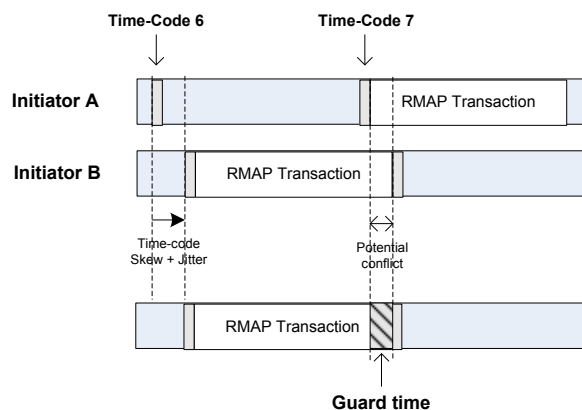 Time-Code 6
Time-Code 7
Initiator A
RMAP Transaction
Initiator B
RMAP Transaction
Time-code
Skew + Jitter
Potential
conflict
RMAP Transaction
Guard time